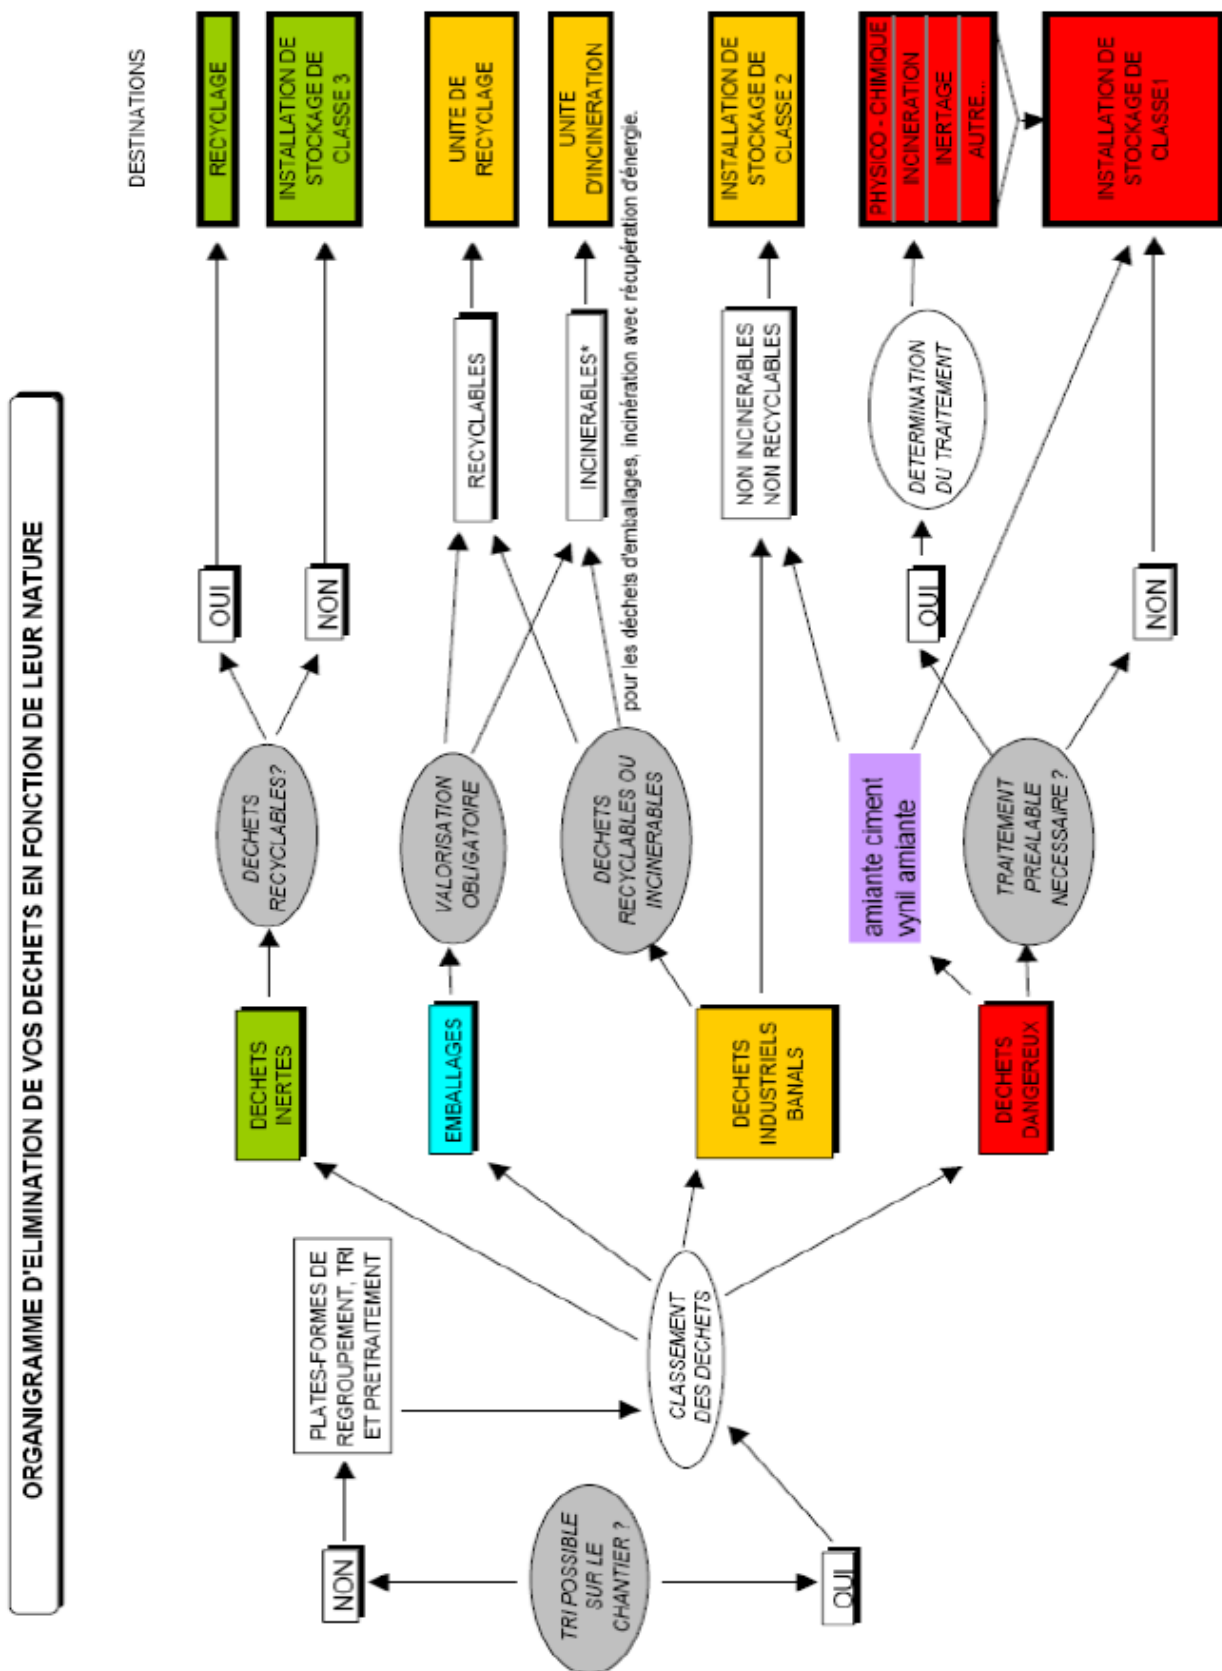 ORGANIGRAMME D'ELIMINATION DE VOS DECHETS EN FONCTION DE LEUR NATURE
DESTINATIONS
TRI POSSIBLE
SUR LE
CHANTIER ?
NON
OUI
PLATES-FORMES DE
REGROUPEMENT, TRI
ET PRETRAITEMENT
CLASSEMENT
DES DECHETS
DECHETS
INERTES
DECHETS
RECYCLABLES?
OUI
NON
RECYCLAGE
INSTALLATION DE
STOCKAGE DE
CLASSE 3
EMBALLAGES
VALORISATION
OBLIGATOIRE
RECYCLABLES
UNITE DE
RECYCLAGE
DECHETS
INDUSTRIELS
BANALS
DECHETS
RECYCLABLES OU
INCINERABLES
INCINERABLES*
UNITE
D'INCINERATION
pour les déchets d'emballages, incinération avec récupération d'énergie.
NON INCINERABLES
NON RECYCLABLES
INSTALLATION DE
STOCKAGE DE
CLASSE 2
DECHETS
DANGEREUX
amiante ciment
vynil amiante
TRAITEMENT
PREALABLE
NECESSAIRE ?
OUI
NON
DETERMINATION
DU TRAITEMENT
PHYSICO - CHIMIQUE
INCINERATION
INERTAGE
AUTRE...
INSTALLATION DE
STOCKAGE DE
CLASSE1